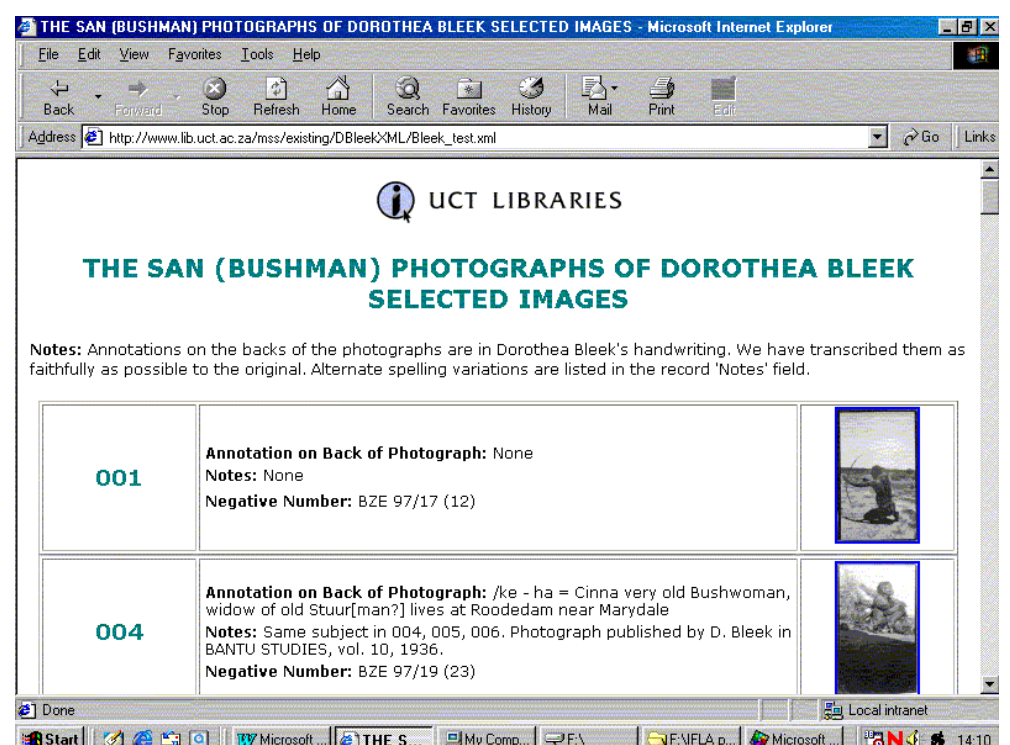 THE SAN (BUSHMAN) PHOTOGRAPHS OF DOROTHEA BLEEK SELECTED IMAGES - Microsoft Internet Explorer
File Edit View Favorites Tools Help
Back Forward Stop Refresh Home Search Favorites History Mail Print Edit
Address http://www.lib.uct.ac.za/mss/existing/DBleekXML/Bleek_test.xml Go Links
i UCT LIBRARIES
THE SAN (BUSHMAN) PHOTOGRAPHS OF DOROTHEA BLEEK
SELECTED IMAGES
Notes: Annotations on the backs of the photographs are in Dorothea Bleek's handwriting. We have transcribed them as
faithfully as possible to the original. Alternate spelling variations are listed in the record 'Notes' field.
001
Annotation on Back of Photograph: None
Notes: None
Negative Number: BZE 97/17 (12)
004
Annotation on Back of Photograph: /ke - ha = Cinna very old Bushwoman,
widow of old Stuur[man?] lives at Roodedam near Marydale
Notes: Same subject in 004, 005, 006. Photograph published by D. Bleek in
BANTU STUDIES, vol. 10, 1936.
Negative Number: BZE 97/19 (23)
Done Local intranet
Start Microsoft ... THE S... My Comp... F:\ F:\IFLA p... Microsoft ... N 14:10